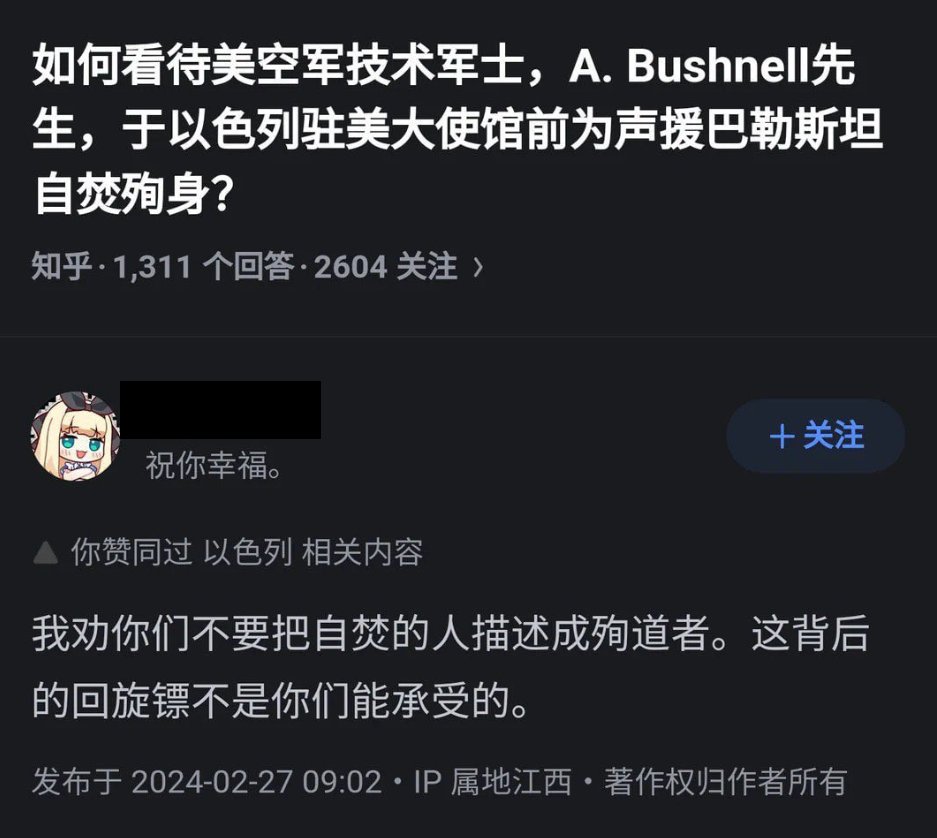 如何看待美空军技术军士，A. Bushnell先
生，于以色列驻美大使馆前为声援巴勒斯坦
自焚殉身？
知乎·1,311 个回答·2604 关注 ›
祝你幸福。
＋关注
▲ 你赞同过 以色列 相关内容
我劝你们不要把自焚的人描述成殉道者。这背后
的回旋镖不是你们能承受的。
发布于 2024-02-27 09:02・IP 属地江西・著作权归作者所有